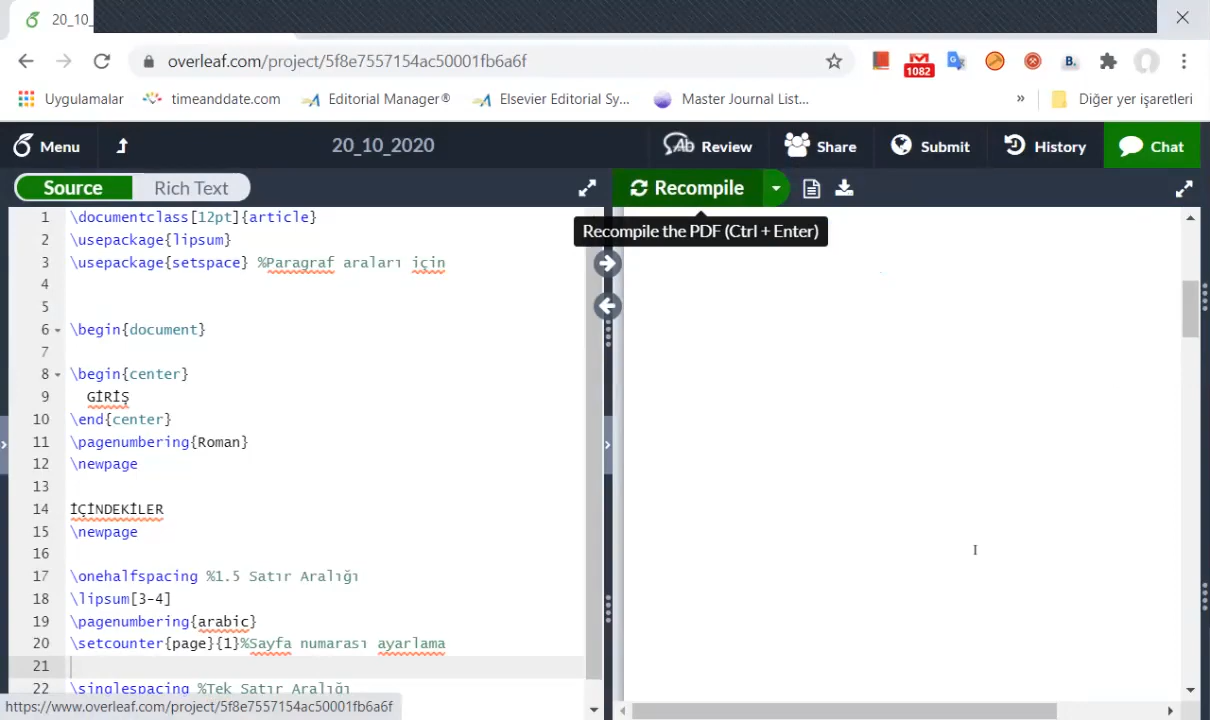 20_10_
overleaf.com/project/5f8e7557154ac50001fb6a6f
1082
B.
Uygulamalar
timeanddate.com
Editorial Manager®
Elsevier Editorial Sy...
Master Journal List...
»
Diğer yer işaretleri
Menu
20_10_2020
Ab Review
Share
Submit
History
Chat
Source
Rich Text
Recompile
Recompile the PDF (Ctrl + Enter)
1 \documentclass[12pt]{article}
2 \usepackage{lipsum}
3 \usepackage{setspace} %Paragraf araları için
4
5
6 \begin{document}
7
8 \begin{center}
9 GİRİŞ
10 \end{center}
11 \pagenumbering{Roman}
12 \newpage
13
14 İÇİNDEKİLER
15 \newpage
16
17 \onehalfspacing %1.5 Satır Aralığı
18 \lipsum[3-4]
19 \pagenumbering{arabic}
20 \setcounter{page}{1}%Sayfa numarası ayarlama
21
22 \singlespacing %Tek Satır Aralığı
https://www.overleaf.com/project/5f8e7557154ac50001fb6a6f